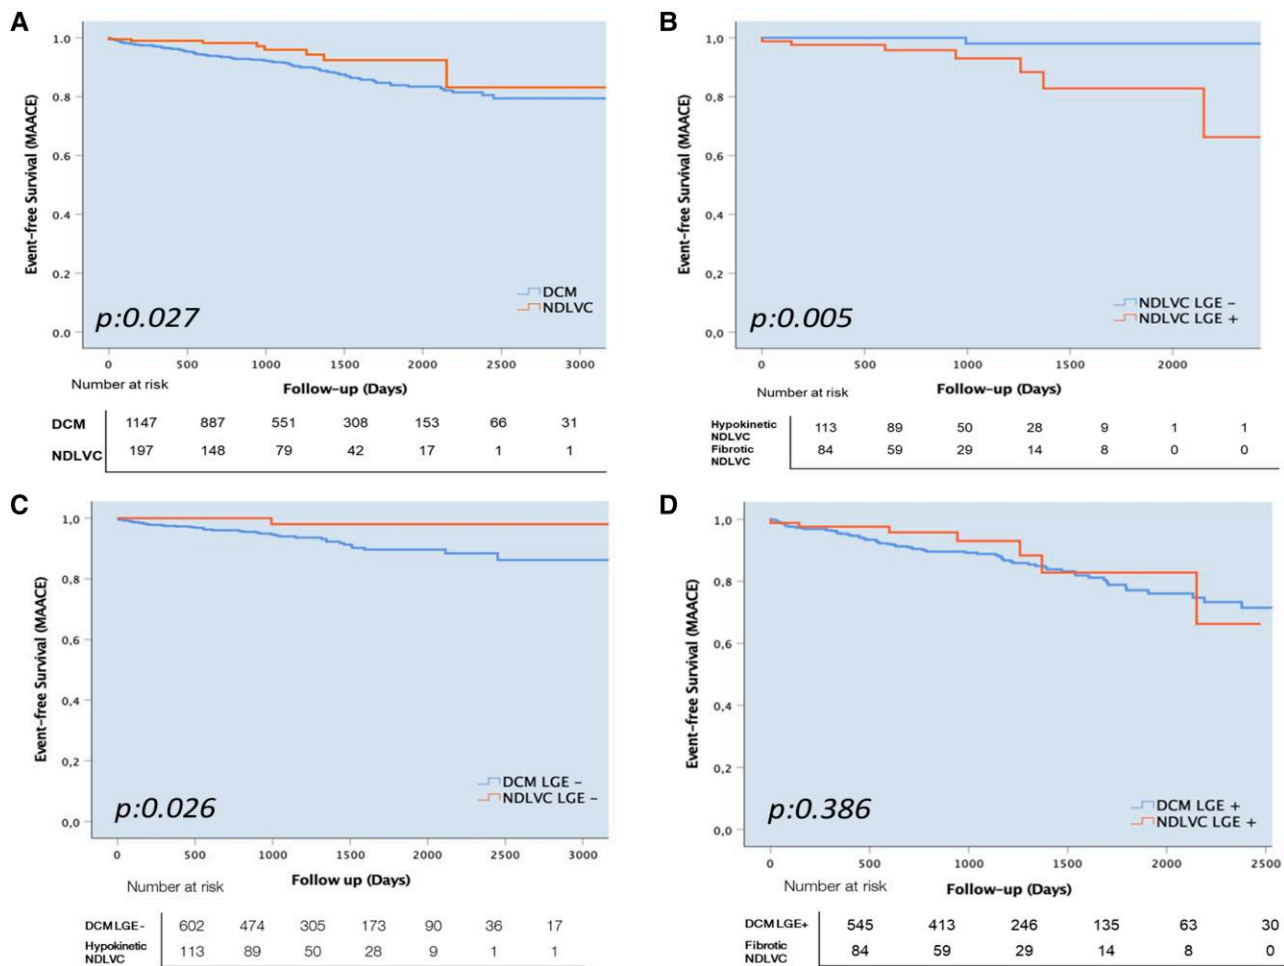 A
Event-free Survival (MAACE)
1.0
0.8
0.6
0.4
0.2
0.0
DCM
NDLVC
p:0.027
0 500 1000 1500 2000 2500 3000
Number at risk
Follow-up (Days)
DCM 1147 887 551 308 153 66 31
NDLVC 197 148 79 42 17 1 1
B
Event-free Survival (MAACE)
1,0
0,8
0,6
0,4
0,2
0,0
NDLVC LGE -
NDLVC LGE +
p:0.005
0 500 1000 1500 2000
Number at risk
Follow-up (Days)
Hypokinetic
NDLVC
113 89 50 28 9 1 1
Fibrotic
NDLVC
84 59 29 14 8 0 0
C
Event-free Survival (MAACE)
1,0
0,8
0,6
0,4
0,2
0,0
DCM LGE -
NDLVC LGE -
p:0.026
0 500 1000 1500 2000 2500 3000
Number at risk
Follow up (Days)
DCM LGE- 602 474 305 173 90 36 17
Hypokinetic
NDLVC
113 89 50 28 9 1 1
D
Event-free Survival (MAACE)
1,0
0,8
0,6
0,4
0,2
0,0
DCM LGE +
NDLVC LGE +
p:0.386
0 500 1000 1500 2000 2500
Number at risk
Follow-up (Days)
DCM LGE+ 545 413 246 135 63 30
Fibrotic
NDLVC
84 59 29 14 8 0